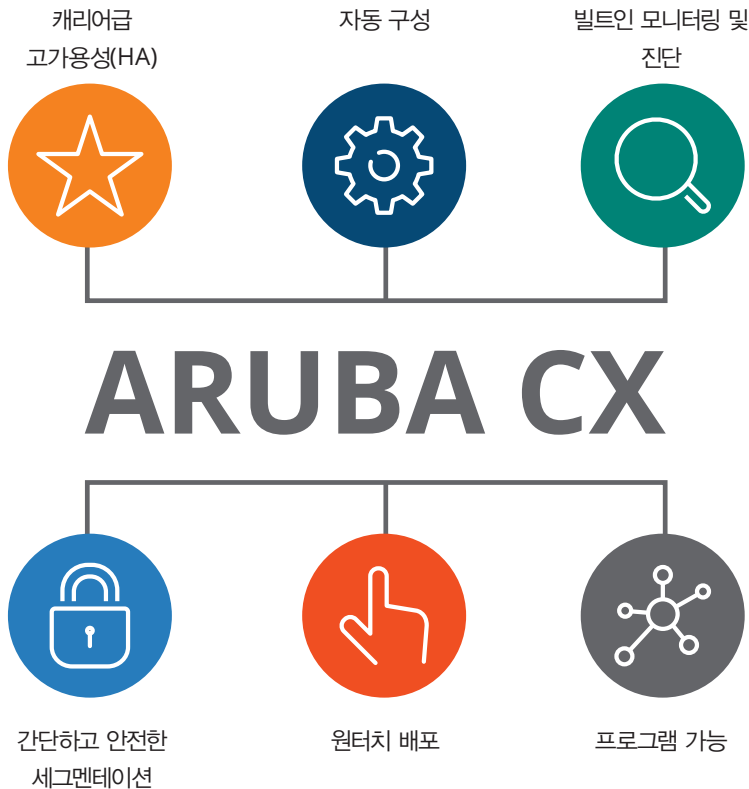 캐리어급
고가용성(HA)
자동 구성
빌트인 모니터링 및
진단
ARUBA CX
간단하고 안전한
세그멘테이션
원터치 배포
프로그램 가능